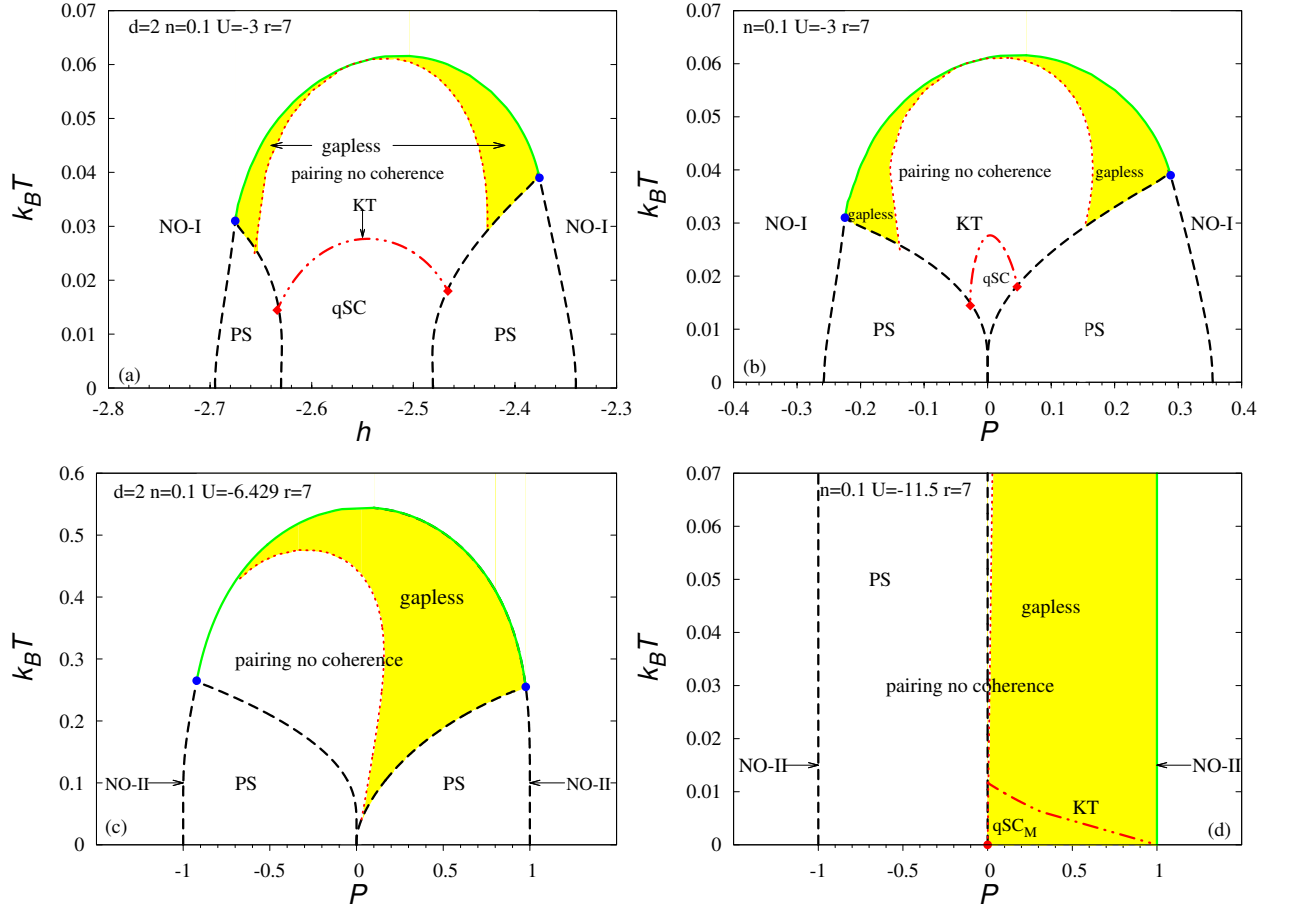 d=2 n=0.1 U=-3 r=7
0.07
0.06
0.05
0.04
0.03
0.02
0.01
0
k_BT
gapless
pairing no coherence
KT
NO-I
NO-I
qSC
PS
PS
(a)
-2.8
-2.7
-2.6
-2.5
-2.4
-2.3
h
n=0.1 U=-3 r=7
0.07
0.06
0.05
0.04
0.03
0.02
0.01
0
k_BT
pairing no coherence
gapless
gapless
NO-I
KT
NO-I
qSC
PS
PS
(b)
-0.4
-0.3
-0.2
-0.1
0
0.1
0.2
0.3
0.4
P
d=2 n=0.1 U=-6.429 r=7
0.6
0.5
0.4
0.3
0.2
0.1
0
k_BT
gapless
pairing no coherence
NO-II
PS
PS
NO-II
(c)
-1
-0.5
0
0.5
1
P
n=0.1 U=-11.5 r=7
0.07
0.06
0.05
0.04
0.03
0.02
0.01
0
k_BT
PS
gapless
pairing no coherence
NO-II
NO-II
KT
qSC_M
(d)
-1
-0.5
0
0.5
1
P